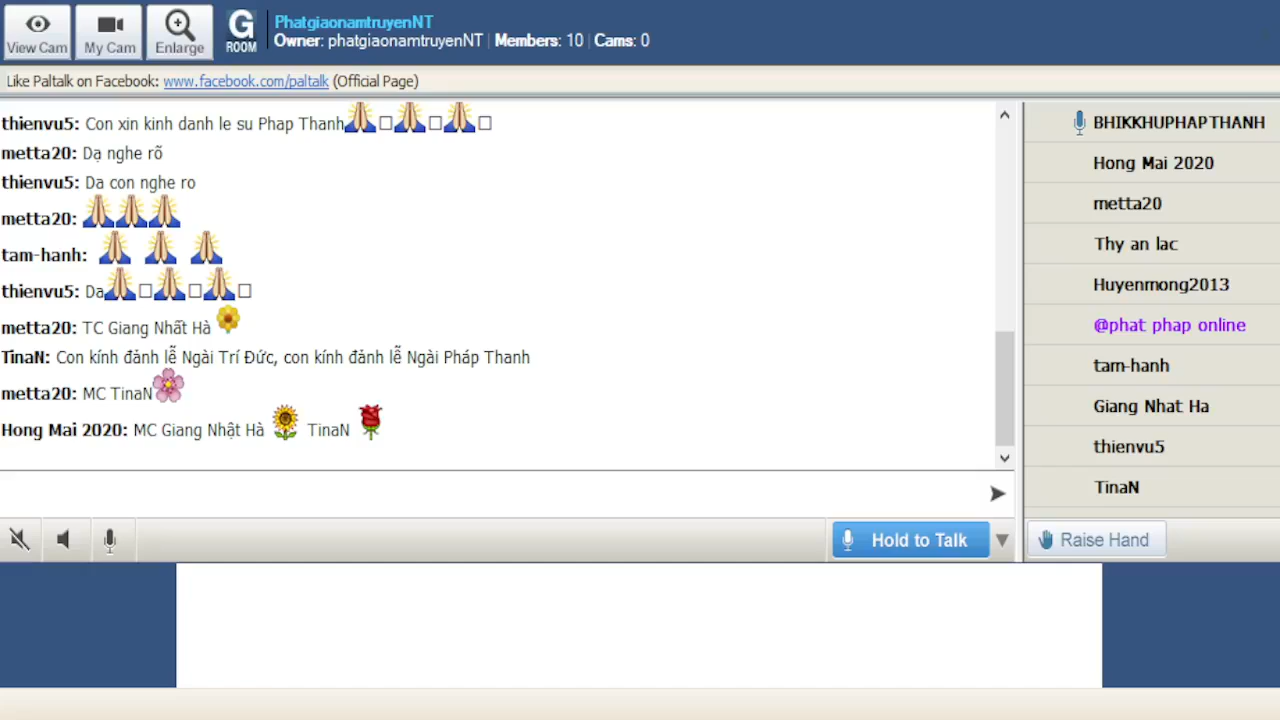 View Cam
My Cam
Enlarge
G
ROOM
PhatgiaonamtruyenNT
Owner: phatgiaonamtruyenNT | Members: 10 | Cams: 0
Like Paltalk on Facebook: www.facebook.com/paltalk (Official Page)
thienvu5: Con xin kinh danh le su Phap Thanh🙏□🙏□🙏□
metta20: Dạ nghe rõ
thienvu5: Da con nghe ro
metta20: 🙏🙏🙏
tam-hanh: 🙏 🙏 🙏
thienvu5: Da🙏□🙏□🙏□
metta20: TC Giang Nhất Hà 🌼
TinaN: Con kính đảnh lễ Ngài Trí Đức, con kính đảnh lễ Ngài Pháp Thanh
metta20: MC TinaN🌸
Hong Mai 2020: MC Giang Nhật Hà 🌻 TinaN 🌹
BHIKKHUPHAPTHANH
Hong Mai 2020
metta20
Thy an lac
Huyenmong2013
@phat phap online
tam-hanh
Giang Nhat Ha
thienvu5
TinaN
Hold to Talk
Raise Hand